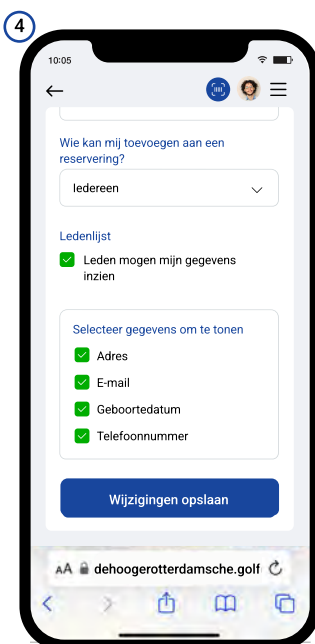 4
10:05
Wie kan mij toevoegen aan een
reservering?
Iedereen
Ledenlijst
Leden mogen mijn gegevens
inzien
Selecteer gegevens om te tonen
Adres
E-mail
Geboortedatum
Telefoonnummer
Wijzigingen opslaan
AA dehoogerotterdamsche.golf